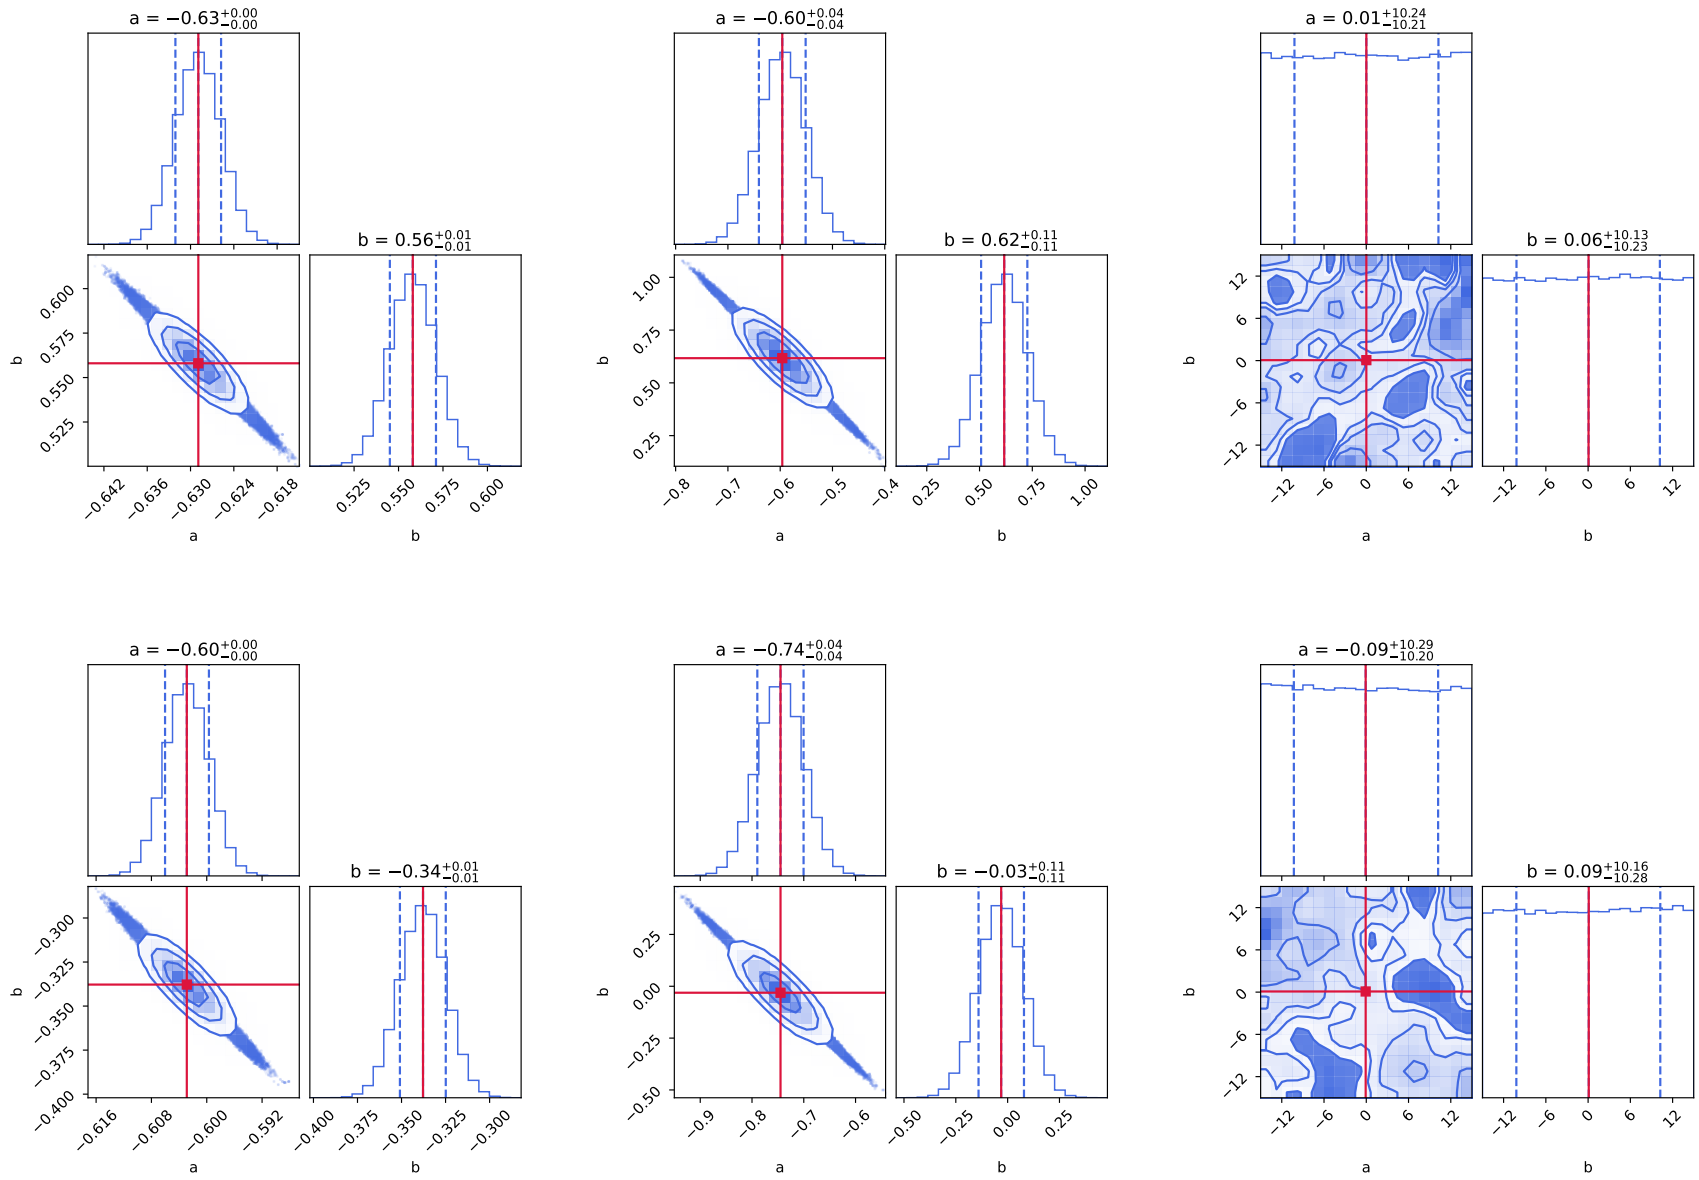 a = −0.63+0.00−0.00
b = 0.56+0.01−0.01
0.600
0.575
0.550
0.525
b
−0.642
−0.636
−0.630
−0.624
−0.618
a
0.525
0.550
0.575
0.600
b
a = −0.60+0.04−0.04
b = 0.62+0.11−0.11
1.00
0.75
0.50
0.25
b
−0.8
−0.7
−0.6
−0.5
−0.4
a
0.25
0.50
0.75
1.00
b
a = 0.01+10.24−10.21
b = 0.06+10.13−10.23
12
6
0
−6
−12
b
−12
−6
0
6
12
a
−12
−6
0
6
12
b
a = −0.60+0.00−0.00
b = −0.34+0.01−0.01
−0.300
−0.325
−0.350
−0.375
−0.400
b
−0.616
−0.608
−0.600
−0.592
a
−0.400
−0.375
−0.350
−0.325
−0.300
b
a = −0.74+0.04−0.04
b = −0.03+0.11−0.11
0.25
0.00
−0.25
−0.50
b
−0.9
−0.8
−0.7
−0.6
a
−0.50
−0.25
0.00
0.25
b
a = −0.09+10.29−10.20
b = 0.09+10.16−10.28
12
6
0
−6
−12
b
−12
−6
0
6
12
a
−12
−6
0
6
12
b